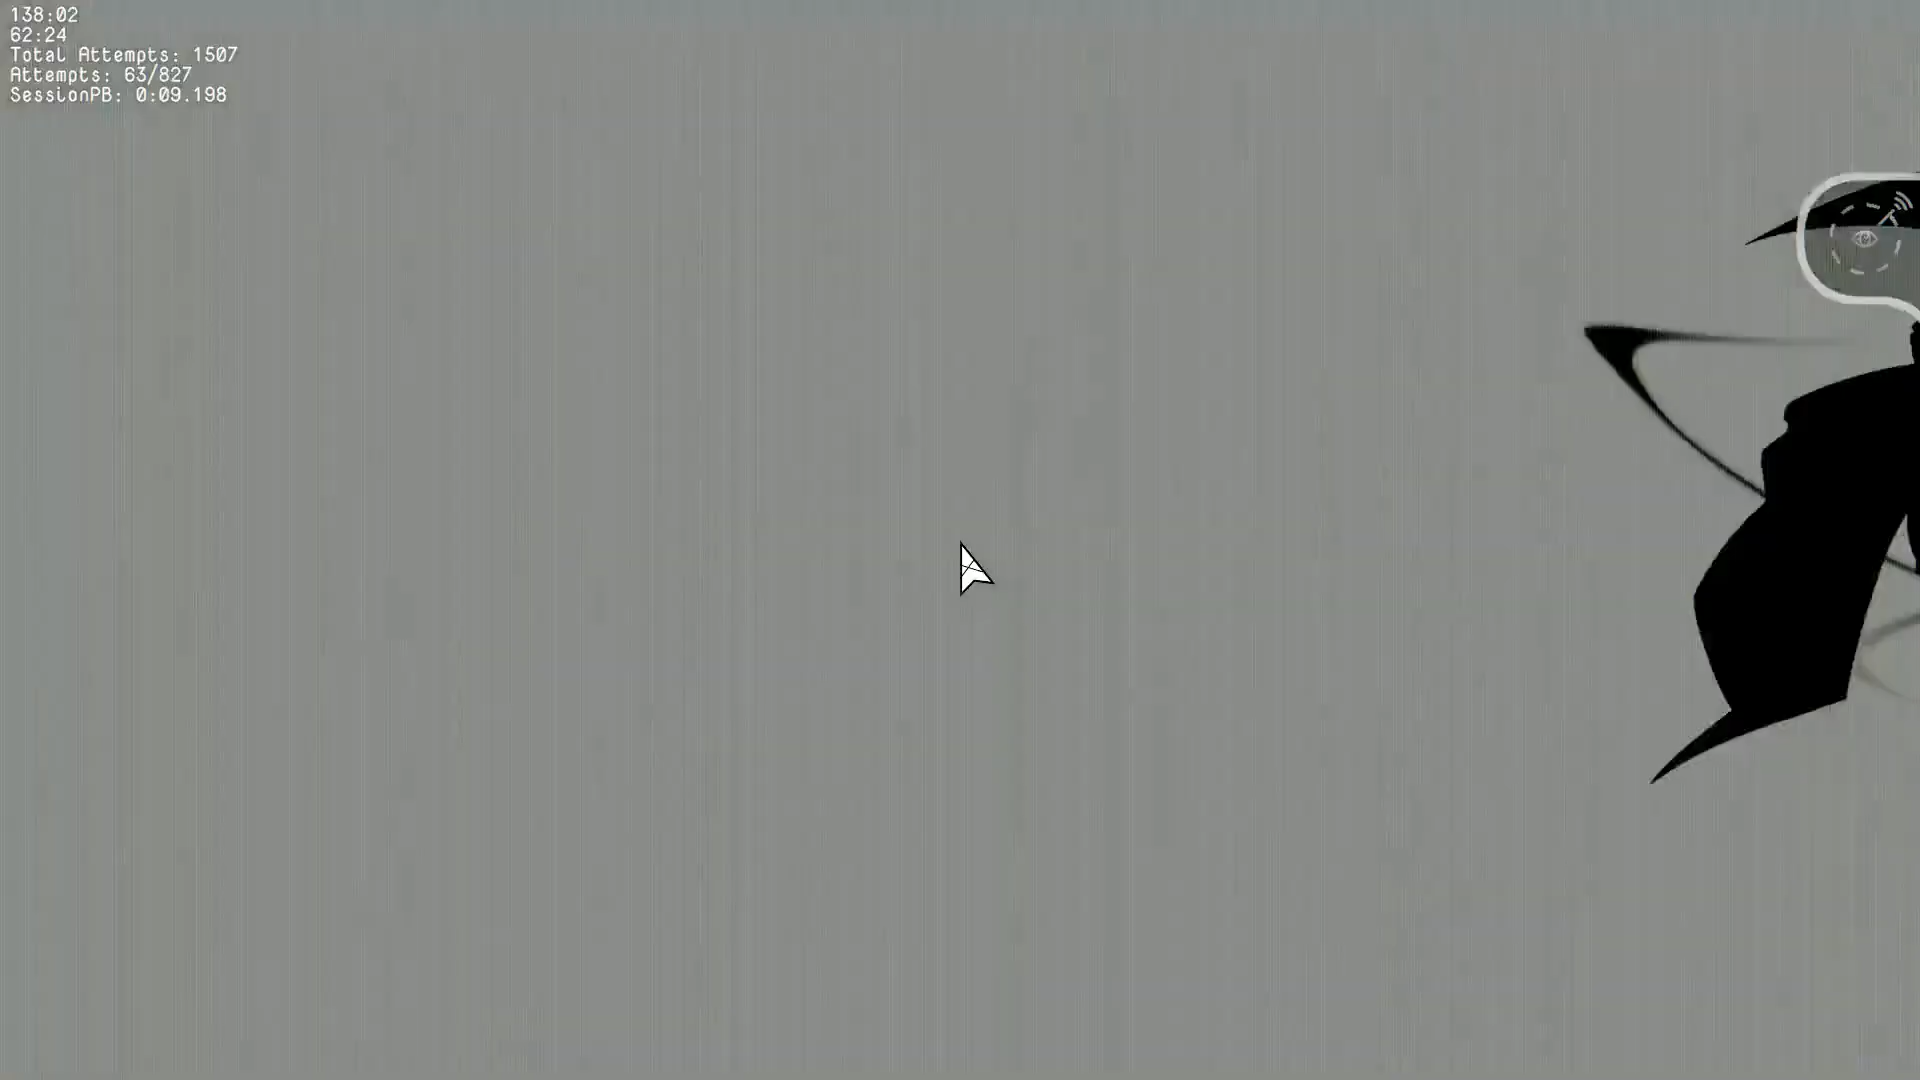 138:02
62:24
Total Attempts: 1507
Attempts: 63/827
SessionPB: 0:09.198